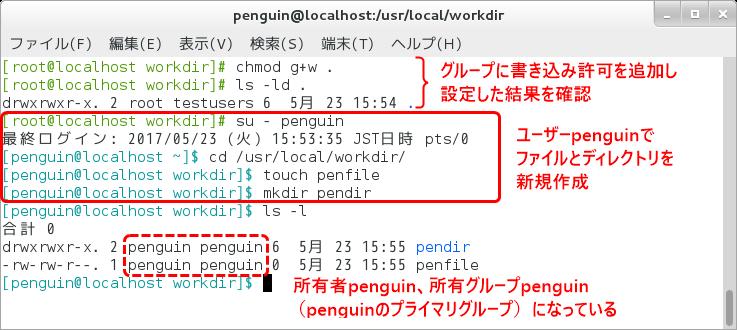 penguin@localhost:/usr/local/workdir
ファイル(F) 編集(E) 表示(V) 検索(S) 端末(T) ヘルプ(H)
[root@localhost workdir]# chmod g+w .
[root@localhost workdir]# ls -ld .
drwxrwxr-x. 2 root testusers 6  5月 23 15:54 .
グループに書き込み許可を追加し
設定した結果を確認
[root@localhost workdir]# su - penguin
最終ログイン: 2017/05/23 (火) 15:53:35 JST日時 pts/0
[penguin@localhost ~]$ cd /usr/local/workdir/
[penguin@localhost workdir]$ touch penfile
[penguin@localhost workdir]$ mkdir pendir
ユーザーpenguinで
ファイルとディレクトリを
新規作成
[penguin@localhost workdir]$ ls -l
合計 0
drwxrwxr-x. 2 penguin penguin 6  5月 23 15:55 pendir
-rw-rw-r--. 1 penguin penguin 0  5月 23 15:55 penfile
[penguin@localhost workdir]$
所有者penguin、所有グループpenguin
（penguinのプライマリグループ）になっている